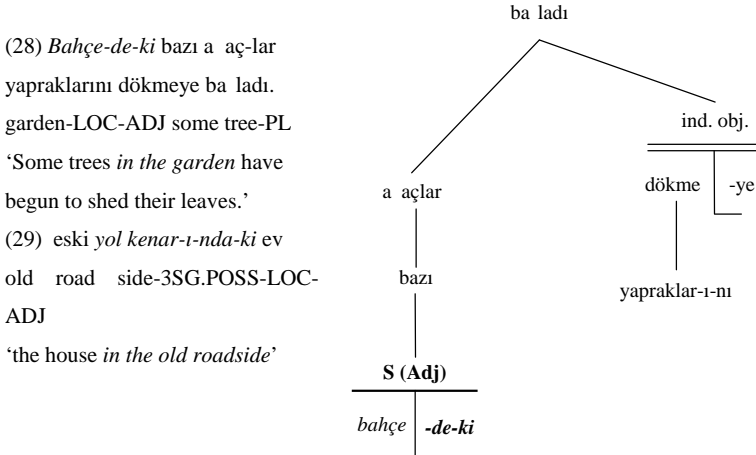 (28) Bahçe-de-ki bazı a aç-lar
yapraklarını dökmeye ba ladı.
garden-LOC-ADJ some tree-PL
‘Some trees in the garden have
begun to shed their leaves.’
(29) eski yol kenar-ı-nda-ki ev
old road side-3SG.POSS-LOC-
ADJ
‘the house in the old roadside’
ba ladı
ind. obj.
a açlar
dökme -ye
bazı
yapraklar-ı-nı
S (Adj)
bahçe -de-ki